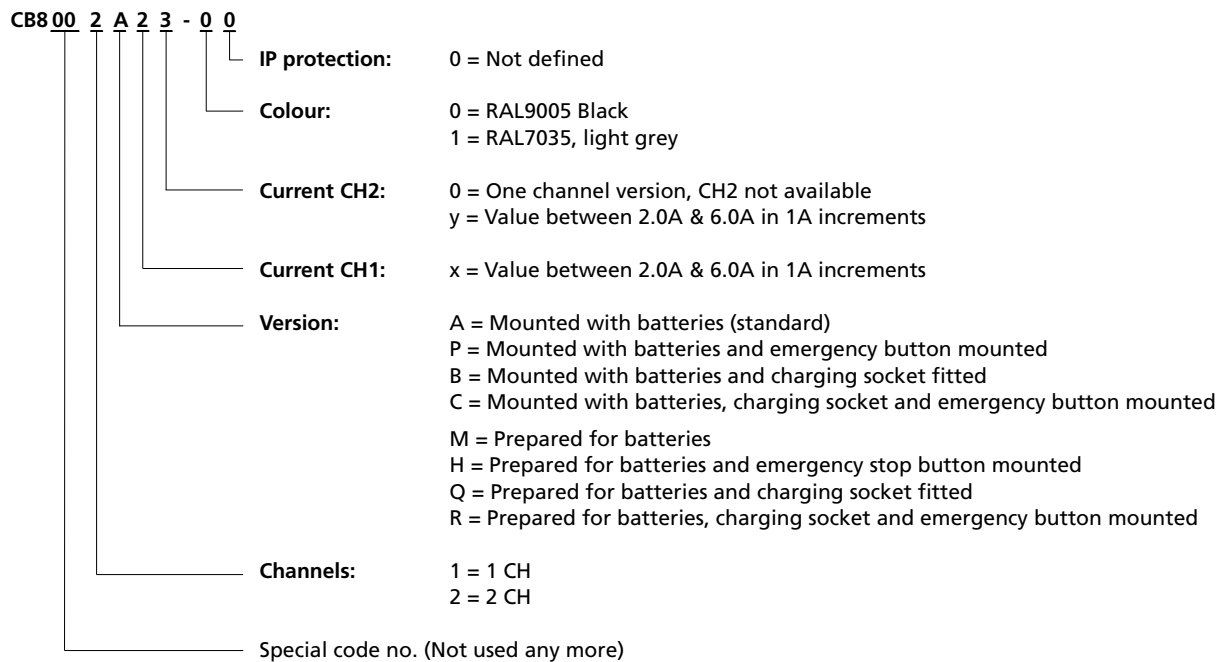 CB8 00 2 A 2 3 - 0 0
IP protection: 0 = Not defined
Colour: 0 = RAL9005 Black
1 = RAL7035, light grey
Current CH2: 0 = One channel version, CH2 not available
y = Value between 2.0A & 6.0A in 1A increments
Current CH1: x = Value between 2.0A & 6.0A in 1A increments
Version: A = Mounted with batteries (standard)
P = Mounted with batteries and emergency button mounted
B = Mounted with batteries and charging socket fitted
C = Mounted with batteries, charging socket and emergency button mounted
M = Prepared for batteries
H = Prepared for batteries and emergency stop button mounted
Q = Prepared for batteries and charging socket fitted
R = Prepared for batteries, charging socket and emergency button mounted
Channels: 1 = 1 CH
2 = 2 CH
Special code no. (Not used any more)